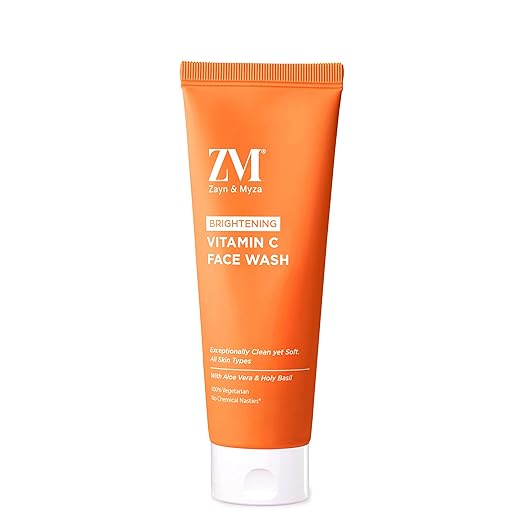 ZM®
Zayn & Myza
BRIGHTENING
VITAMIN C
FACE WASH
Exceptionally Clean yet Soft.
All Skin Types
With Aloe Vera & Holy Basil
100% Vegetarian
No Chemical Nasties*